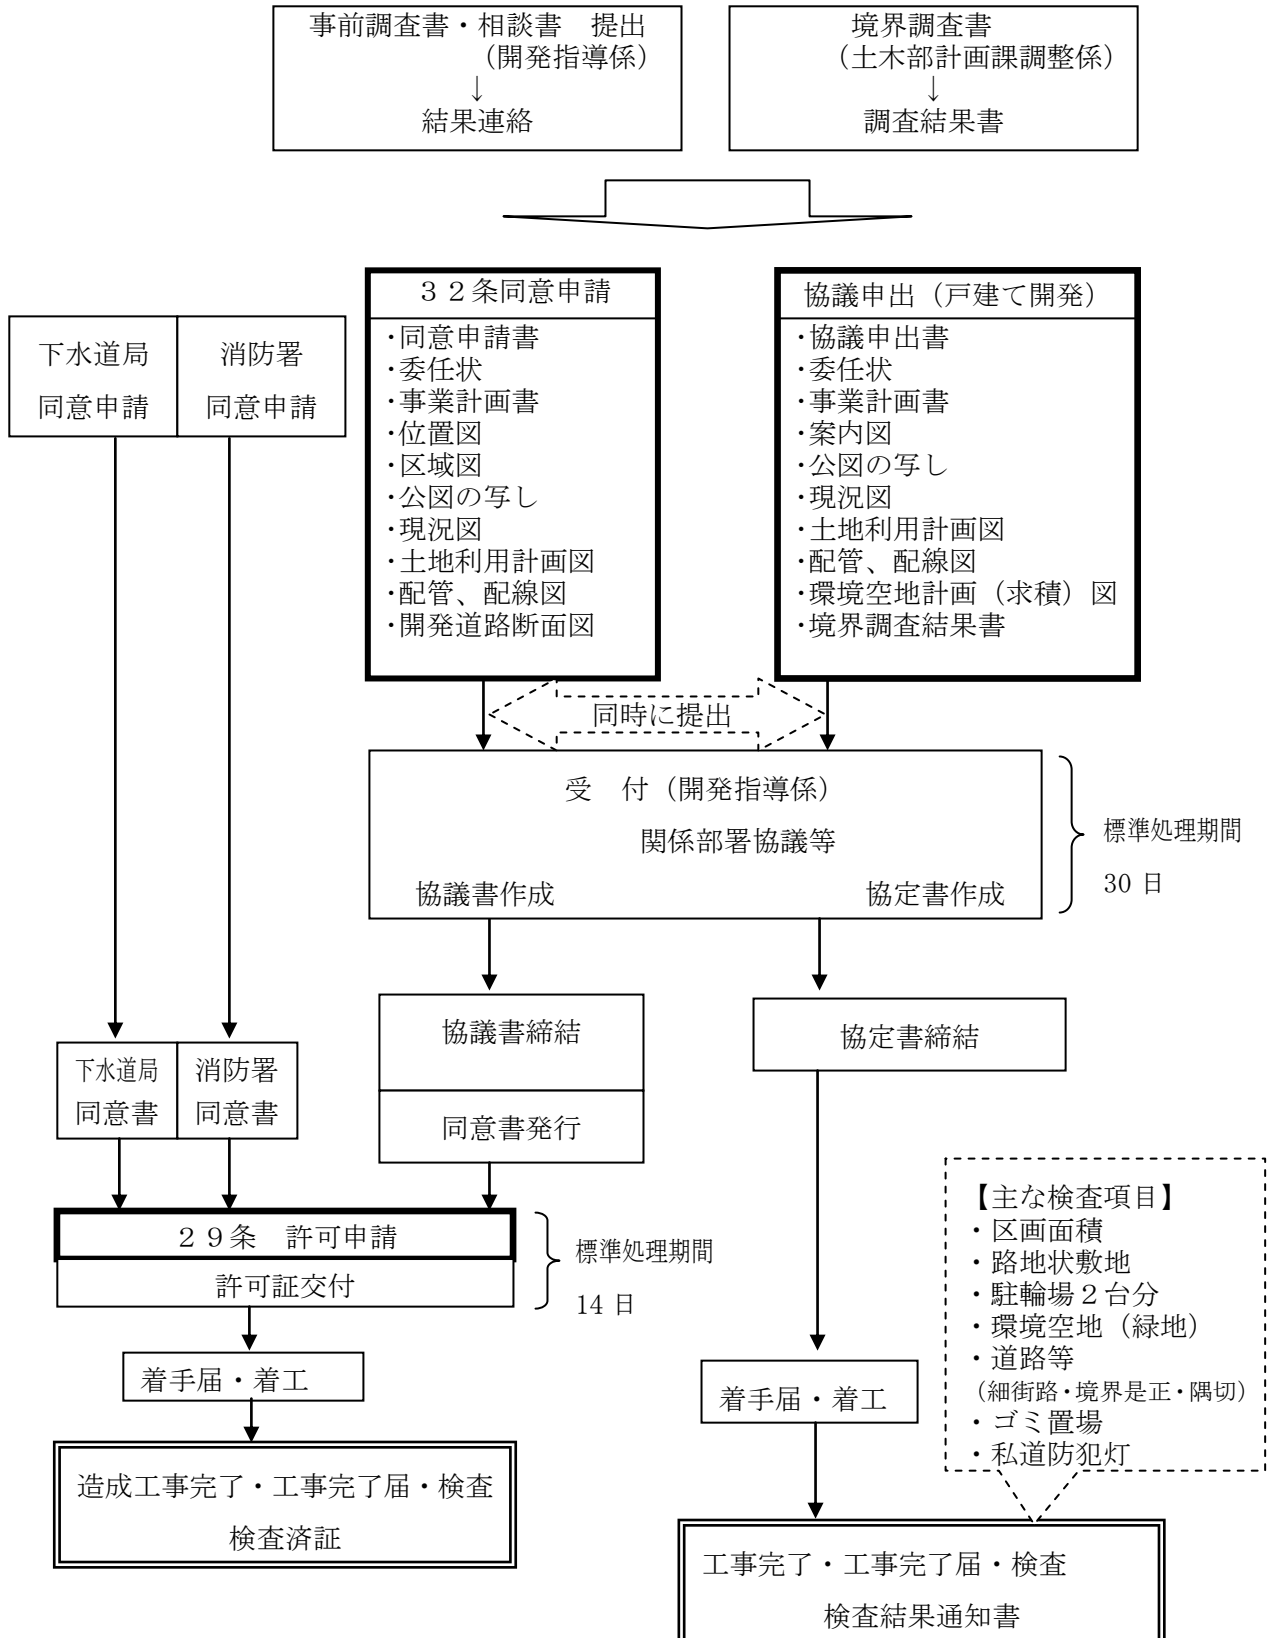 事前調査書・相談書　提出
(開発指導係)
↓
結果連絡
境界調査書
(土木部計画課調整係)
↓
調査結果書
３２条同意申請
・同意申請書
・委任状
・事業計画書
・位置図
・区域図
・公図の写し
・現況図
・土地利用計画図
・配管、配線図
・開発道路断面図
協議申出（戸建て開発）
・協議申出書
・委任状
・事業計画書
・案内図
・公図の写し
・現況図
・土地利用計画図
・配管、配線図
・環境空地計画（求積）図
・境界調査結果書
下水道局
同意申請
消防署
同意申請
同時に提出
受　付（開発指導係）
関係部署協議等
協議書作成
協定書作成
標準処理期間
30 日
協議書締結
同意書発行
協定書締結
下水道局
同意書
消防署
同意書
２９条　許可申請
許可証交付
標準処理期間
14 日
【主な検査項目】
・区画面積
・路地状敷地
・駐輪場２台分
・環境空地（緑地）
・道路等
（細街路・境界是正・隅切）
・ゴミ置場
・私道防犯灯
着手届・着工
着手届・着工
造成工事完了・工事完了届・検査
検査済証
工事完了・工事完了届・検査
検査結果通知書